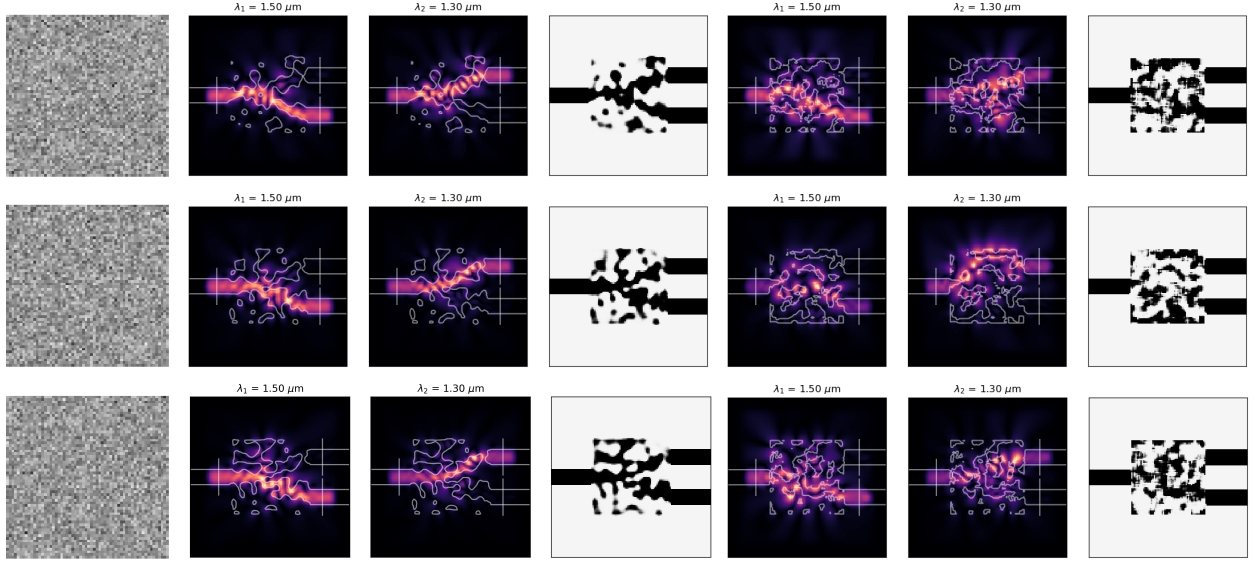 λ₁ = 1.50 μm
λ₂ = 1.30 μm
λ₁ = 1.50 μm
λ₂ = 1.30 μm
λ₁ = 1.50 μm
λ₂ = 1.30 μm
λ₁ = 1.50 μm
λ₂ = 1.30 μm
λ₁ = 1.50 μm
λ₂ = 1.30 μm
λ₁ = 1.50 μm
λ₂ = 1.30 μm